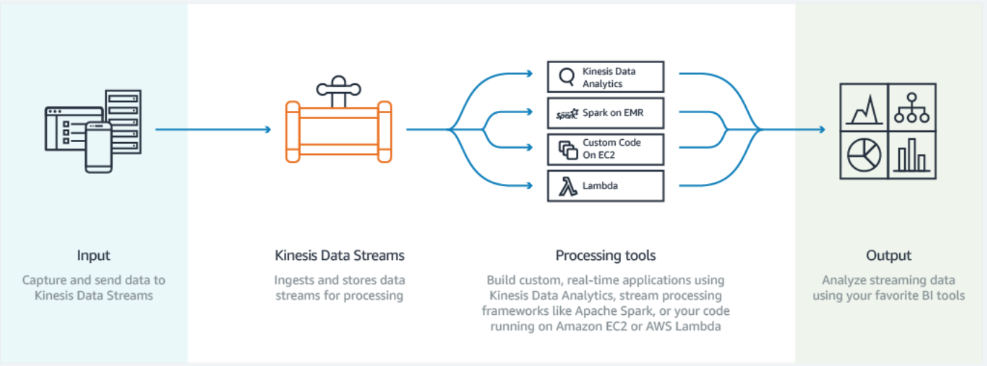 Kinesis Data
Analytics
Spark
Spark on EMR
Custom Code
On EC2
Lambda
Input
Capture and send data to
Kinesis Data Streams
Kinesis Data Streams
Ingests and stores data
streams for processing
Processing tools
Build custom, real-time applications using
Kinesis Data Analytics, stream processing
frameworks like Apache Spark, or your code
running on Amazon EC2 or AWS Lambda
Output
Analyze streaming data
using your favorite BI tools